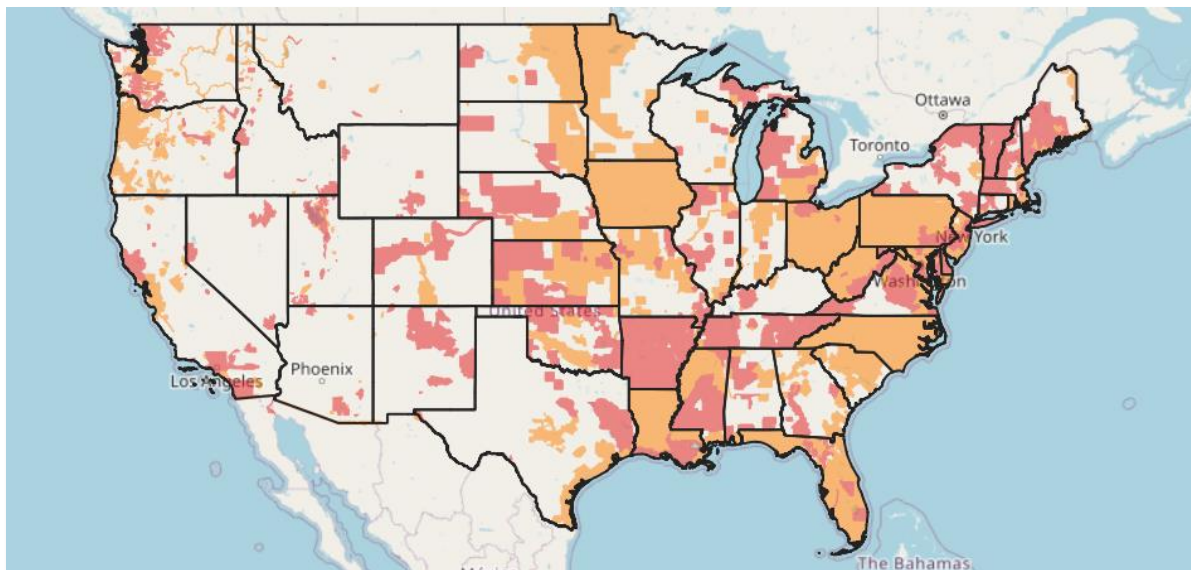 Ottawa
Toronto
New York
Washington
United States
Phoenix
Los Angeles
The Bahamas